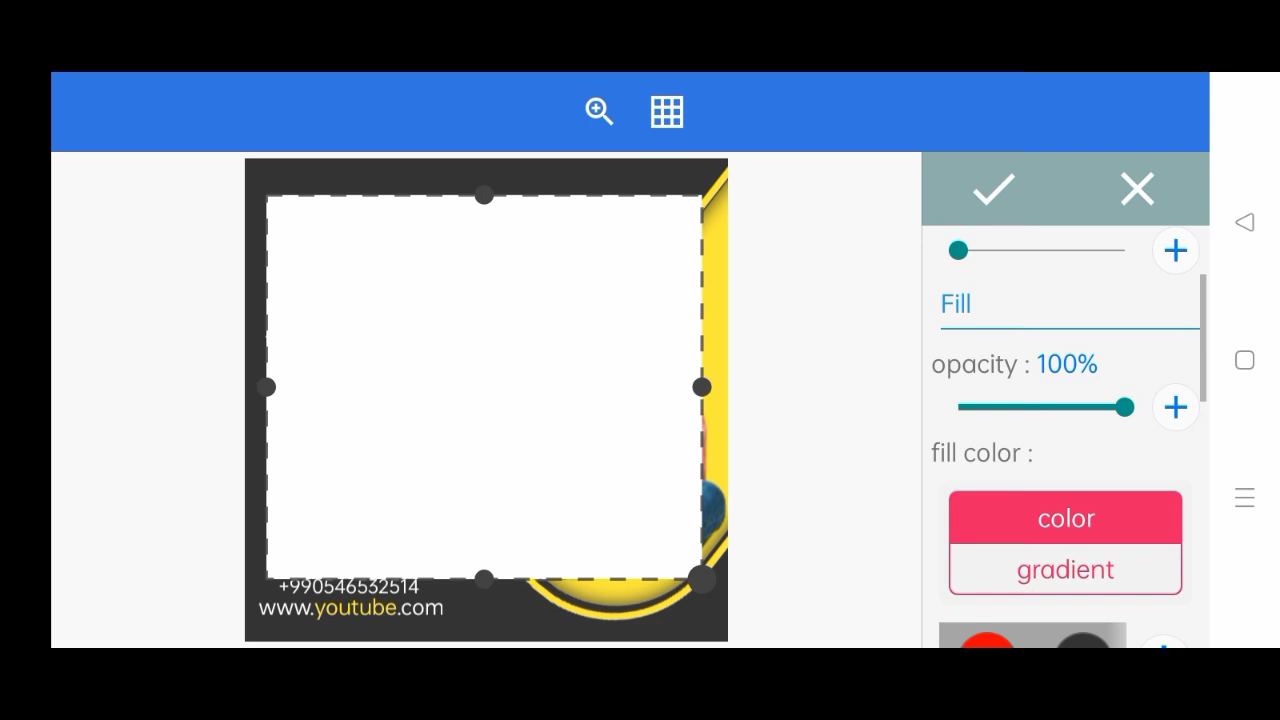 Fill
opacity : 100%
fill color :
color
gradient
+990546532514
www.youtube.com